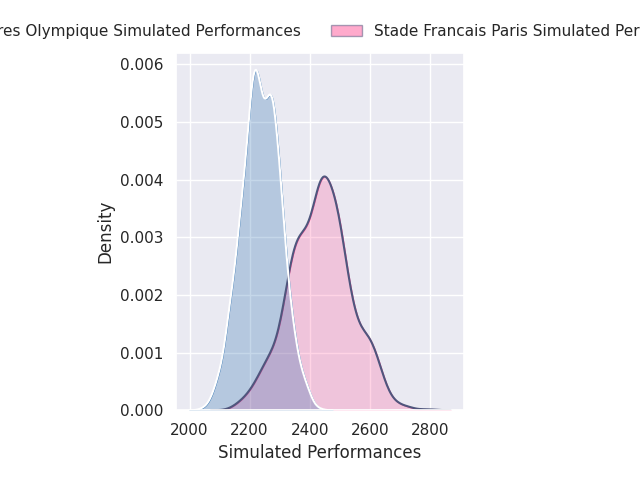 res Olympique Simulated Performances
Stade Francais Paris Simulated Per
0.006
0.005
0.004
0.003
0.002
0.001
0.000
Density
2000 2200 2400 2600 2800
Simulated Performances